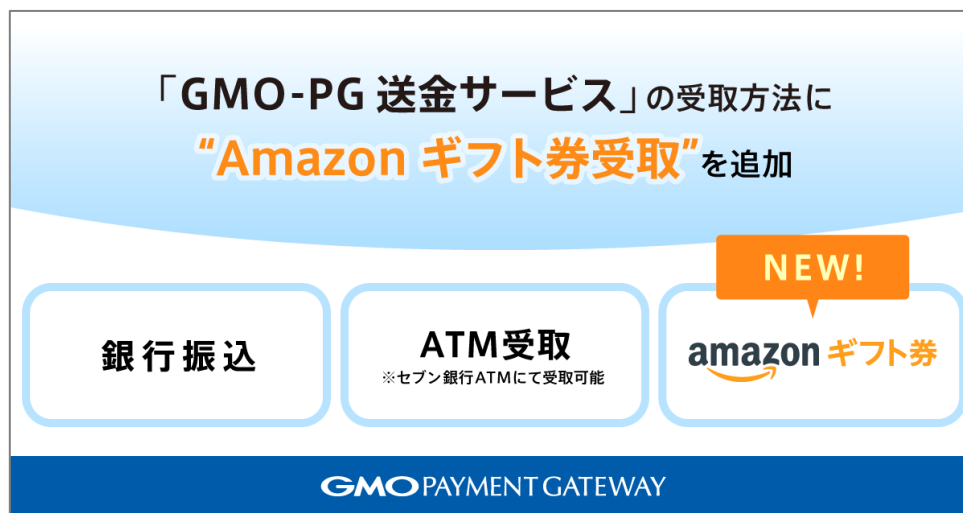 「GMO-PG 送金サービス」の受取方法に
“Amazon ギフト券受取”を追加
NEW!
銀行振込
ATM受取
※セブン銀行ATMにて受取可能
amazon ギフト券
GMO PAYMENT GATEWAY